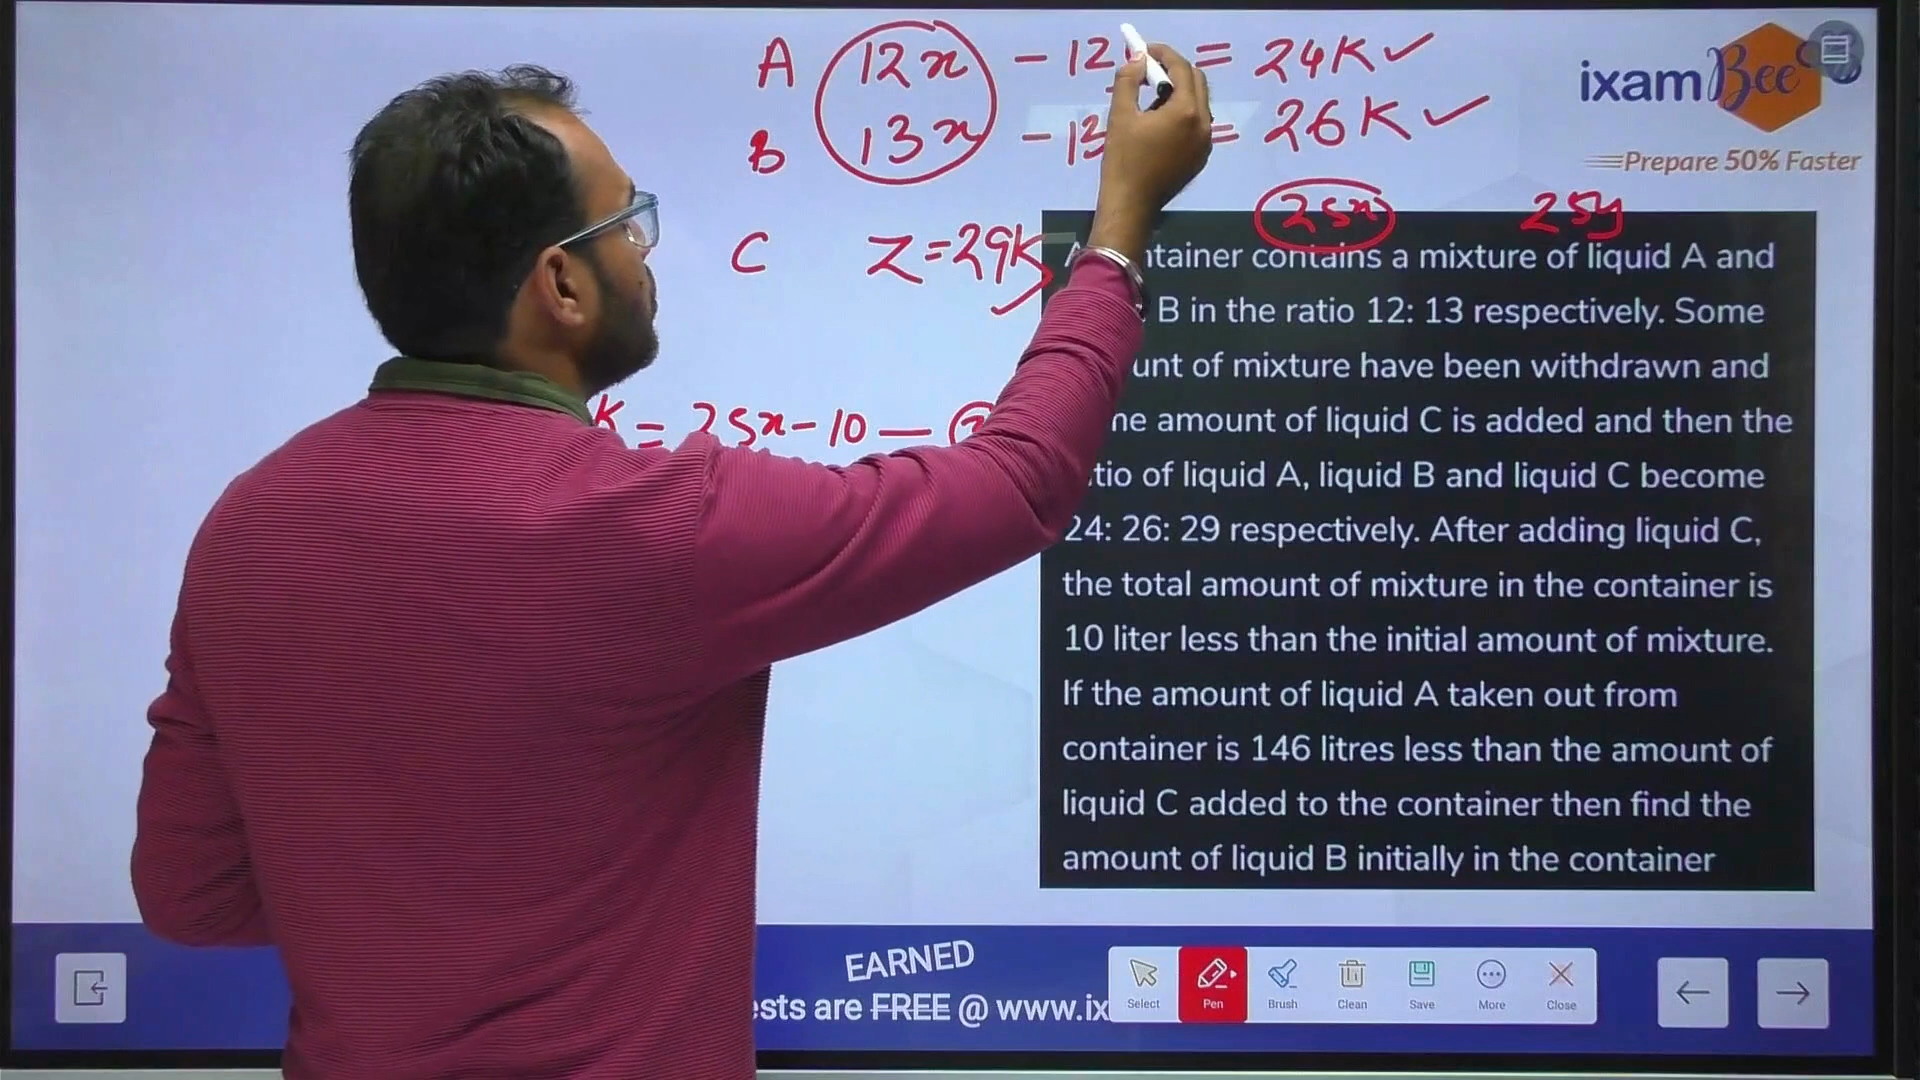 A 12x - 12 = 24K ✓
B 13x - 13 = 26K ✓
ixamBee
Prepare 50% Faster
25x 25y
C Z = 29K
K = 25x - 10 —
ntainer contains a mixture of liquid A and
B in the ratio 12: 13 respectively. Some
unt of mixture have been withdrawn and
amount of liquid C is added and then the
tio of liquid A, liquid B and liquid C become
24: 26: 29 respectively. After adding liquid C,
the total amount of mixture in the container is
10 liter less than the initial amount of mixture.
If the amount of liquid A taken out from
container is 146 litres less than the amount of
liquid C added to the container then find the
amount of liquid B initially in the container
EARNED
ests are FREE @ www.ix
Select Pen Brush Clean Save More Close